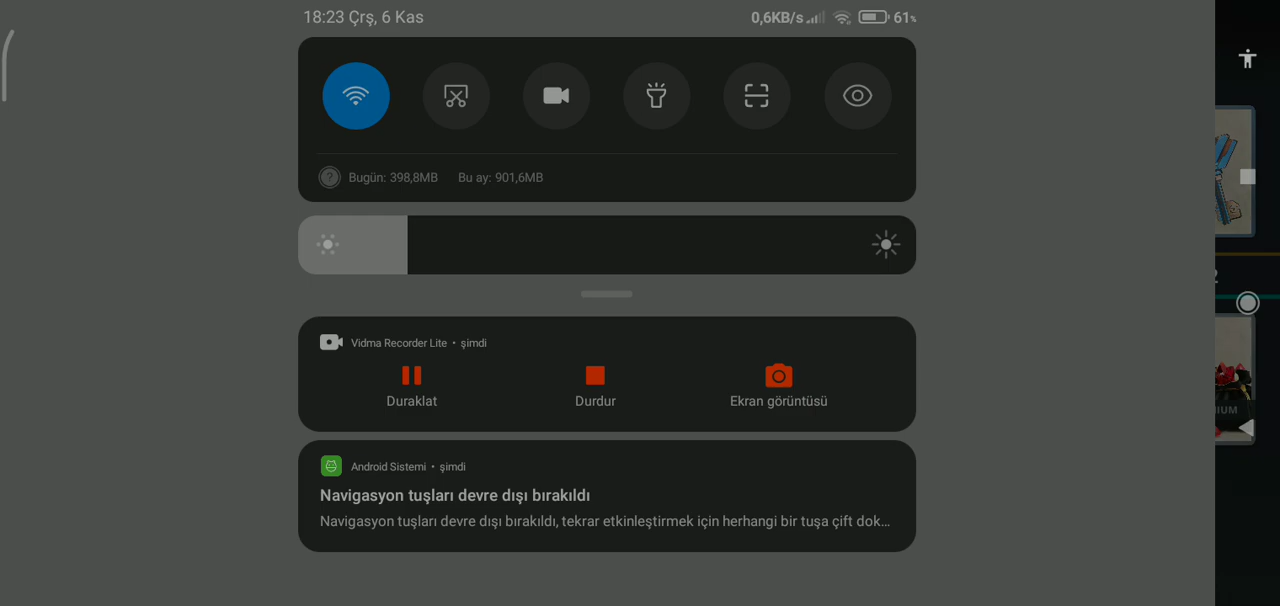 18:23 Çrş, 6 Kas
0,6KB/s 61%
Bugün: 398,8MB Bu ay: 901,6MB
Vidma Recorder Lite • şimdi
Duraklat Durdur Ekran görüntüsü
Android Sistemi • şimdi
Navigasyon tuşları devre dışı bırakıldı
Navigasyon tuşları devre dışı bırakıldı, tekrar etkinleştirmek için herhangi bir tuşa çift dok...